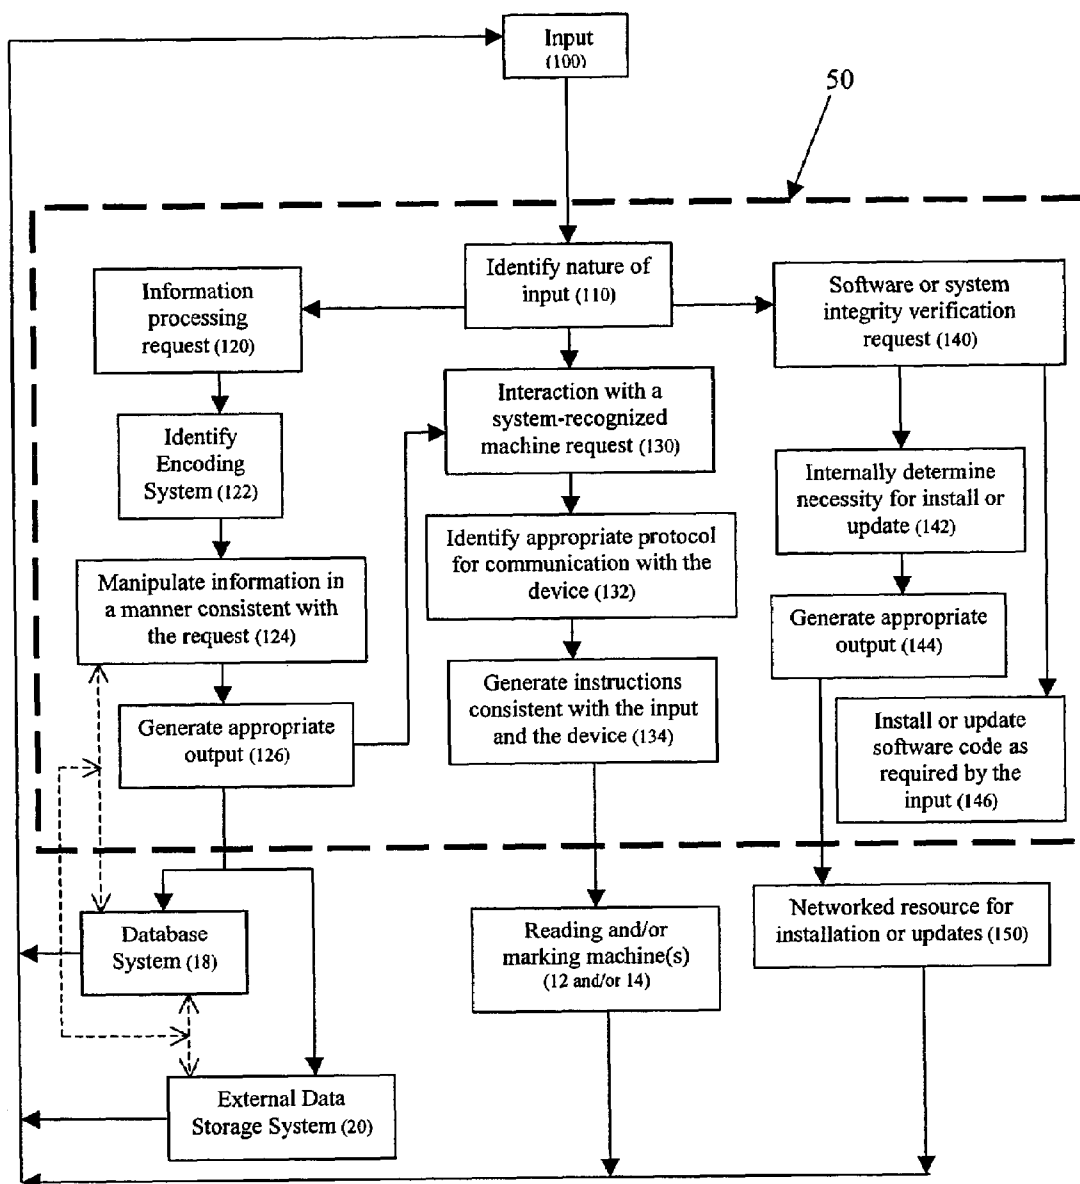 Input
(100)
50
Identify nature of
input (110)
Information
processing
request (120)
Software or system
integrity verification
request (140)
Interaction with a
system-recognized
machine request (130)
Identify
Encoding
System (122)
Internally determine
necessity for install or
update (142)
Identify appropriate protocol
for communication with the
device (132)
Manipulate information in
a manner consistent with
the request (124)
Generate appropriate
output (144)
Generate instructions
consistent with the input
and the device (134)
Generate appropriate
output (126)
Install or update
software code as
required by the
input (146)
Database
System (18)
Reading and/or
marking machine(s)
(12 and/or 14)
Networked resource for
installation or updates (150)
External Data
Storage System (20)